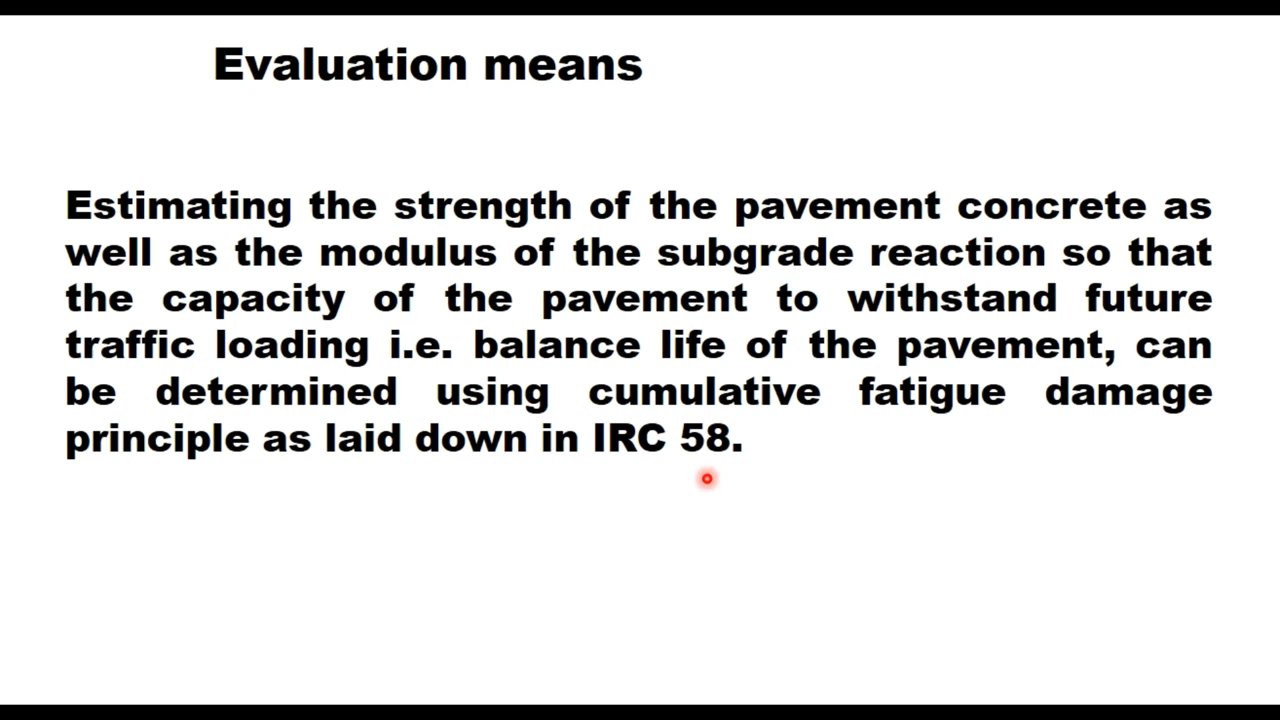 Evaluation means
Estimating the strength of the pavement concrete as
well as the modulus of the subgrade reaction so that
the capacity of the pavement to withstand future
traffic loading i.e. balance life of the pavement, can
be determined using cumulative fatigue damage
principle as laid down in IRC 58.